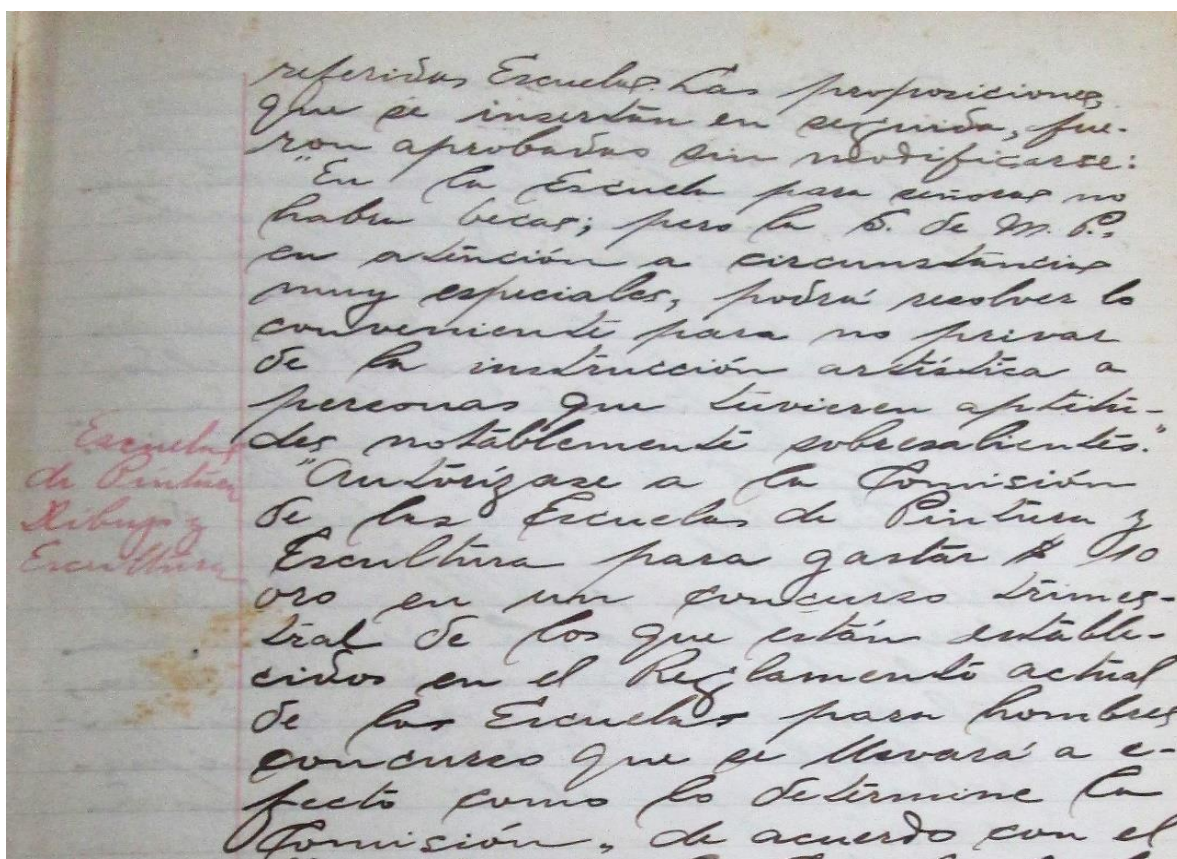 referidas Escuelas. Las proposiciones,
que se insertan en seguida, fue-
ron aprobadas sin modificarse:
"En la Escuela para señoras no
habra becas; pero la S. de M. P.,
en atención a circunstancias
muy especiales, podrá resolver lo
conveniente para no privar
de la instrucción artística a
personas que tuvieren aptitu-
des notablemente sobresalientes."
Escuelas
de Pintura
Dibujo y
Escultura
"Autorízase a la Comisión
de las Escuelas de Pintura y
Escultura para gastar $ 10
oro en un concurso trimes-
tral de los que están estable-
cidos en el Reglamento actual
de las Escuelas para hombres
concurso que se llevará a e-
fecto como lo determine la
Comisión, de acuerdo con el